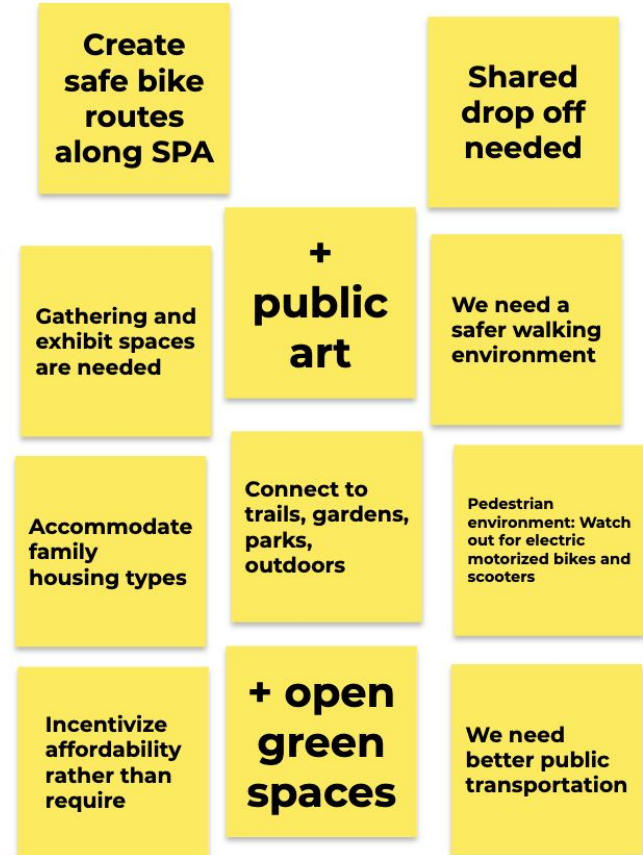 Create
safe bike
routes
along SPA
Shared
drop off
needed
+
public
art
Gathering and
exhibit spaces
are needed
We need a
safer walking
environment
Accommodate
family
housing types
Connect to
trails, gardens,
parks,
outdoors
Pedestrian
environment: Watch
out for electric
motorized bikes and
scooters
Incentivize
affordability
rather than
require
+ open
green
spaces
We need
better public
transportation